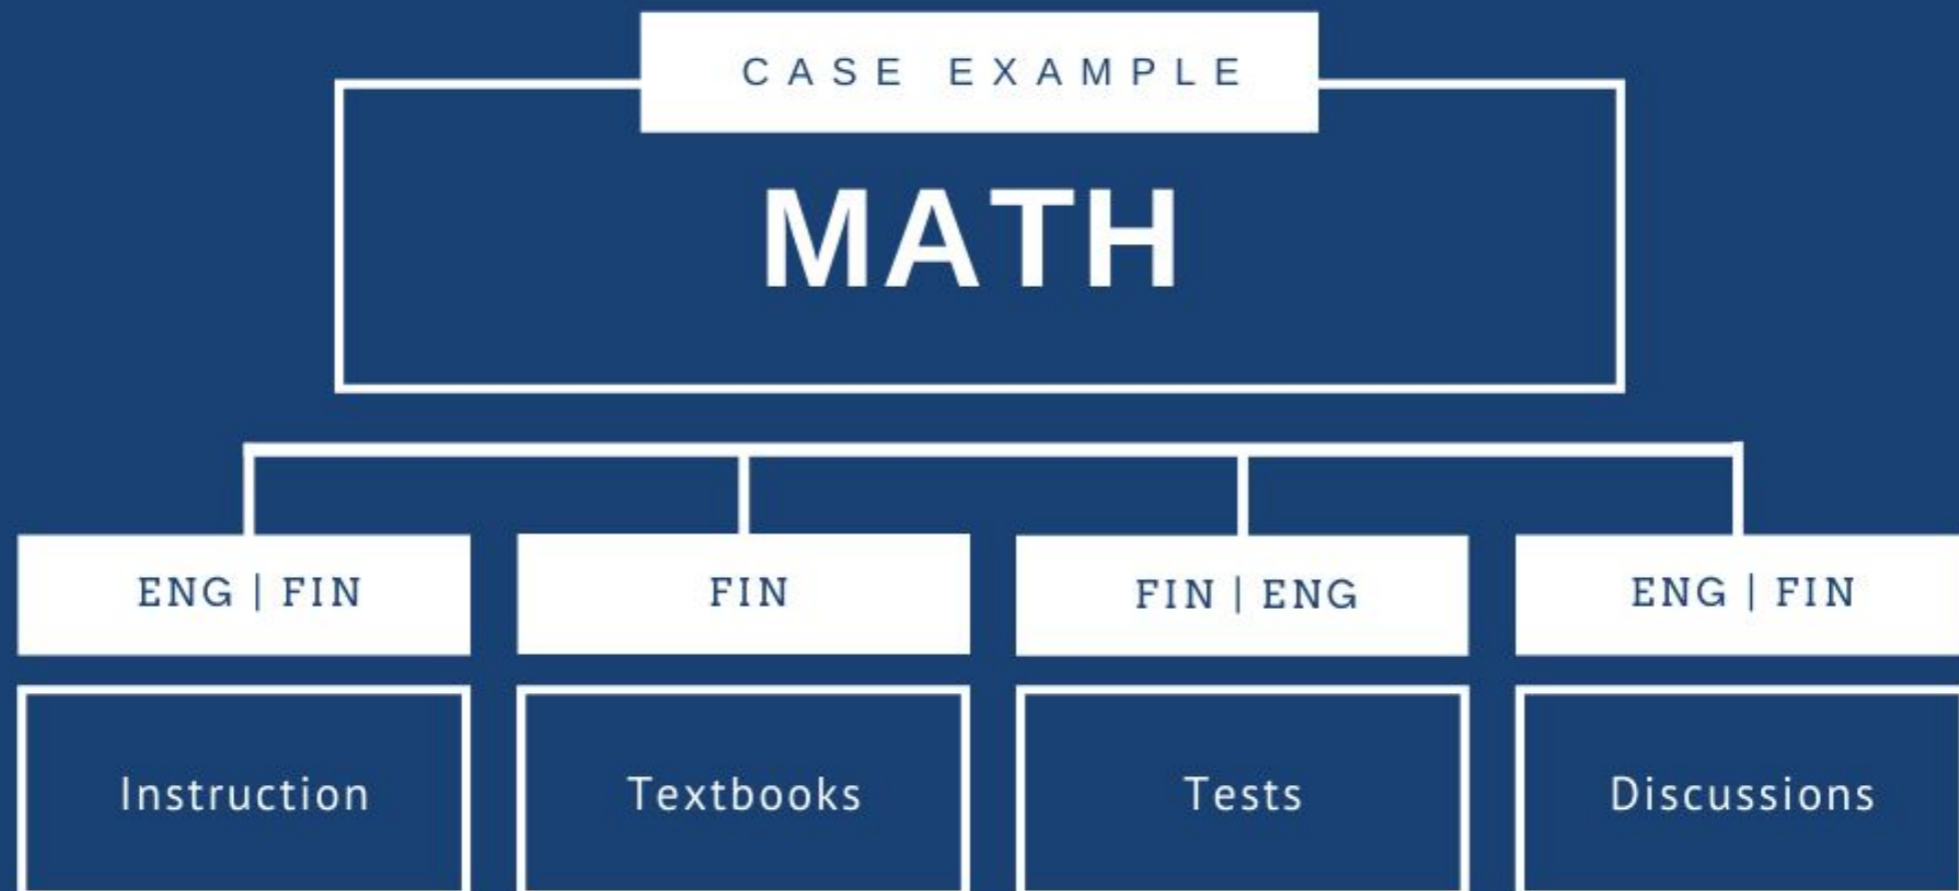 CASE EXAMPLE
MATH
ENG | FIN
FIN
FIN | ENG
ENG | FIN
Instruction
Textbooks
Tests
Discussions